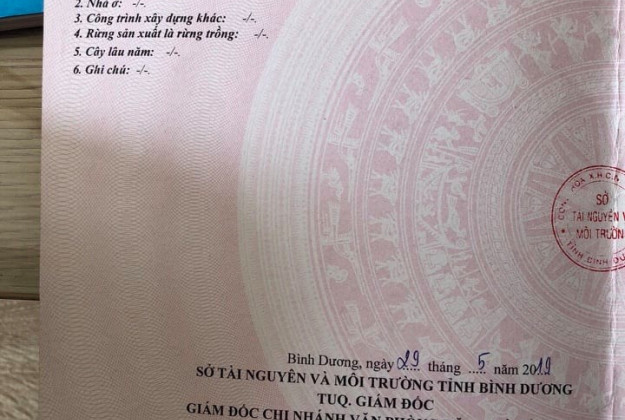 2. Nhà ở: -/-.
3. Công trình xây dựng khác: -/-.
4. Rừng sản xuất là rừng trồng: -/-.
5. Cây lâu năm: -/-.
6. Ghi chú: -/-.
SỞ
TÀI NGUYÊN V
MÔI TRƯỜN
Bình Dương, ngày 29 tháng 5 năm 2019
SỞ TÀI NGUYÊN VÀ MÔI TRƯỜNG TỈNH BÌNH DƯƠNG
TUQ. GIÁM ĐỐC
GIÁM ĐỐC CHI NHÁNH VĂN PHÒNG